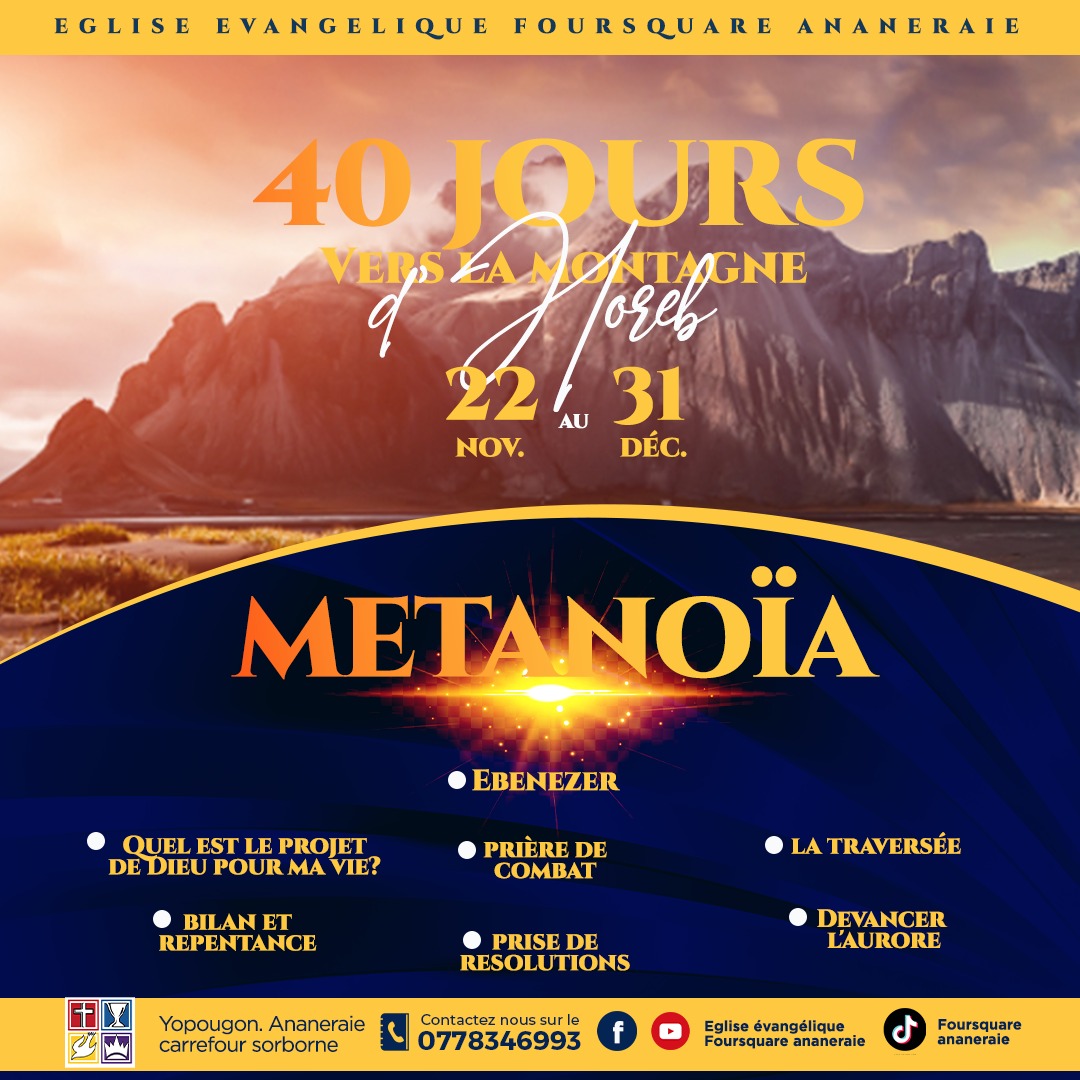 EGLISE EVANGELIQUE FOURSQUARE ANANERAIE
40 JOURS
VERS LA MONTAGNE
d'Horeb
22 AU 31
NOV. DÉC.
METANOÏA
EBENEZER
QUEL EST LE PROJET
DE DIEU POUR MA VIE?
PRIÈRE DE
COMBAT
LA TRAVERSÉE
BILAN ET
REPENTANCE
PRISE DE
RESOLUTIONS
DEVANCER
L'AURORE
Yopougon. Ananeraie
carrefour sorborne
Contactez nous sur le
0778346993
Eglise évangélique
Foursquare ananeraie
Foursquare
ananeraie